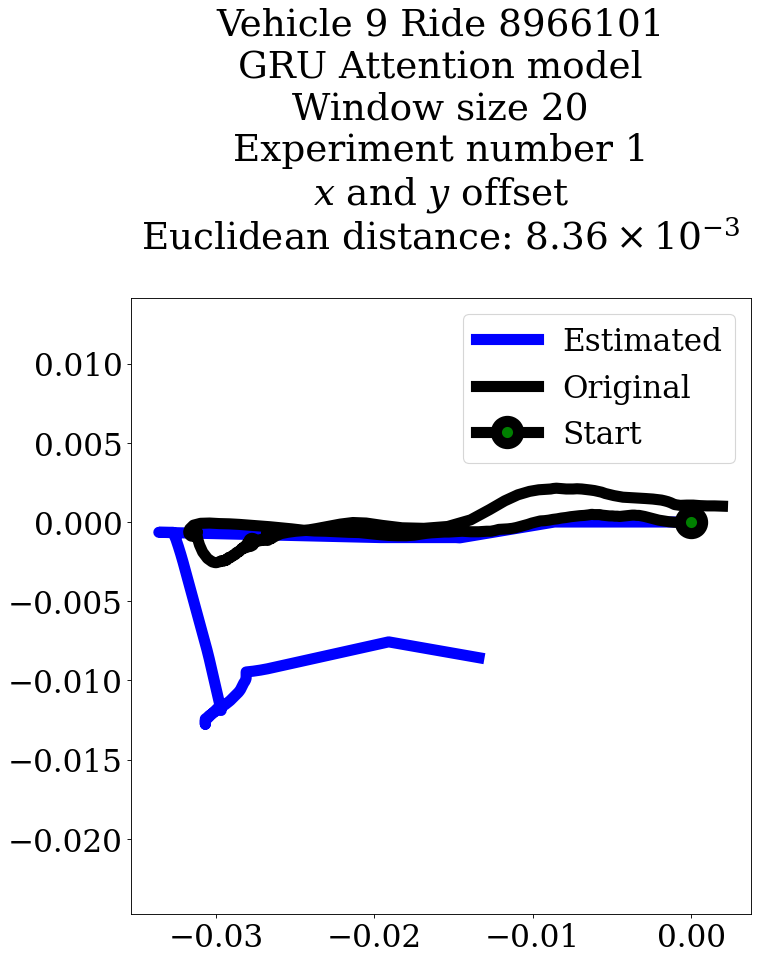 Vehicle 9 Ride 8966101
GRU Attention model
Window size 20
Experiment number 1
x and y offset
Euclidean distance: 8.36 × 10⁻³
Estimated
Original
Start
0.010
0.005
0.000
−0.005
−0.010
−0.015
−0.020
−0.03
−0.02
−0.01
0.00